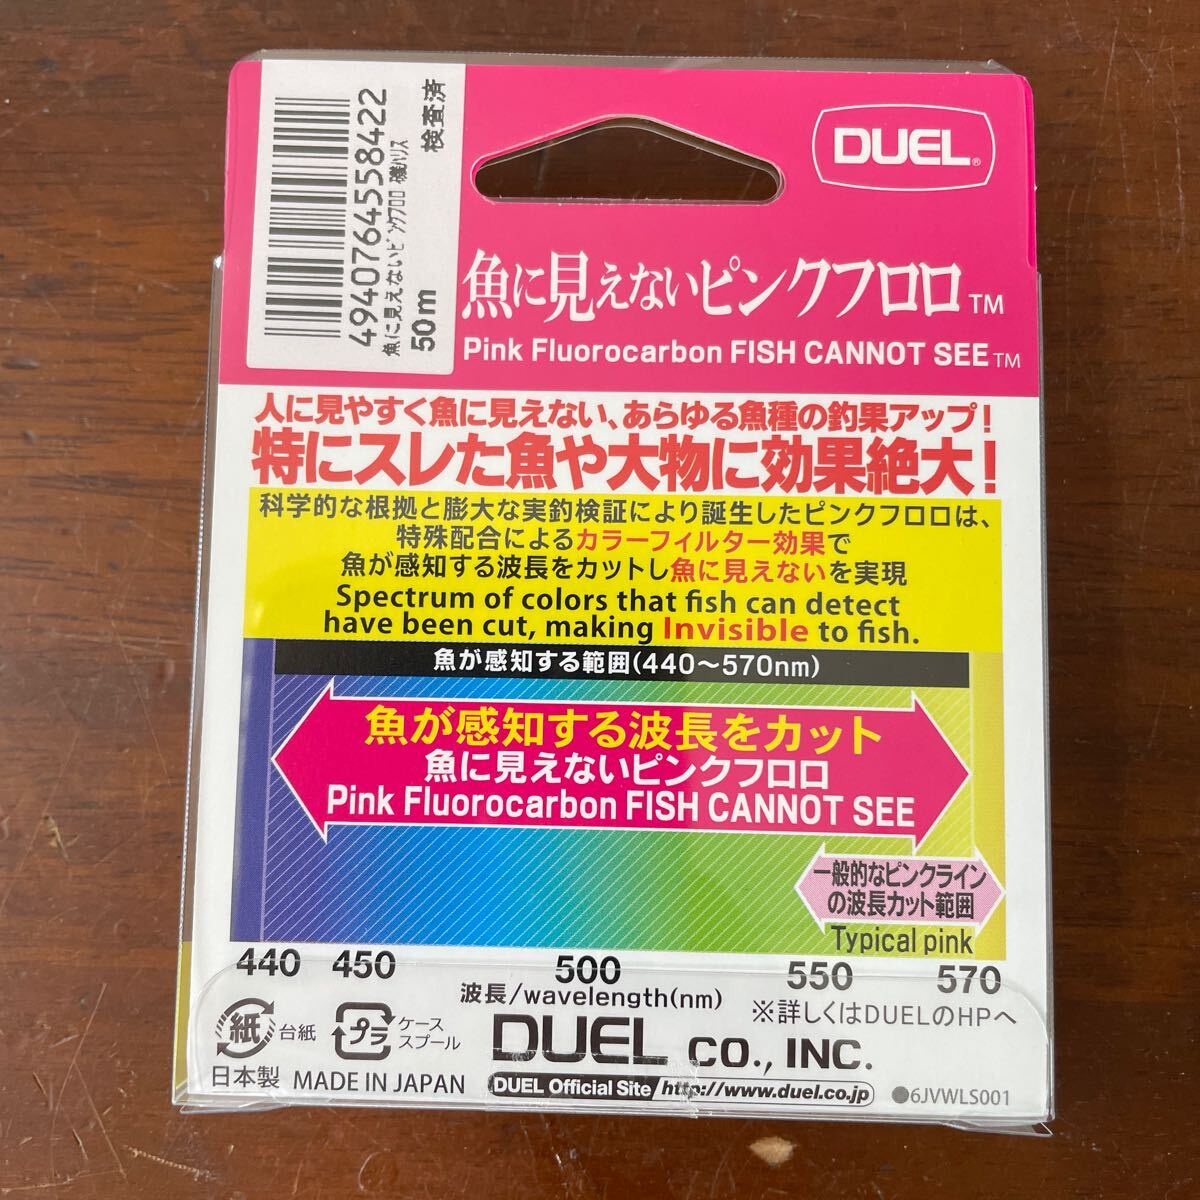 4940764558422
魚に見えないピンクフロロ 磯ハリス
50m
検査済
DUEL®
魚に見えないピンクフロロ™
Pink Fluorocarbon FISH CANNOT SEE™
人に見やすく魚に見えない、あらゆる魚種の釣果アップ!
特にスレた魚や大物に効果絶大!
科学的な根拠と膨大な実釣検証により誕生したピンクフロロは、
特殊配合によるカラーフィルター効果で
魚が感知する波長をカットし魚に見えないを実現
Spectrum of colors that fish can detect
have been cut, making Invisible to fish.
魚が感知する範囲(440〜570nm)
魚が感知する波長をカット
魚に見えないピンクフロロ
Pink Fluorocarbon FISH CANNOT SEE
一般的なピンクライン
の波長カット範囲
Typical pink
440 450 500 550 570
波長/wavelength(nm)
※詳しくはDUELのHPへ
紙 台紙
プラ ケース
スプール
DUEL CO., INC.
日本製 MADE IN JAPAN
DUEL Official Site http://www.duel.co.jp
●6JVWLS001